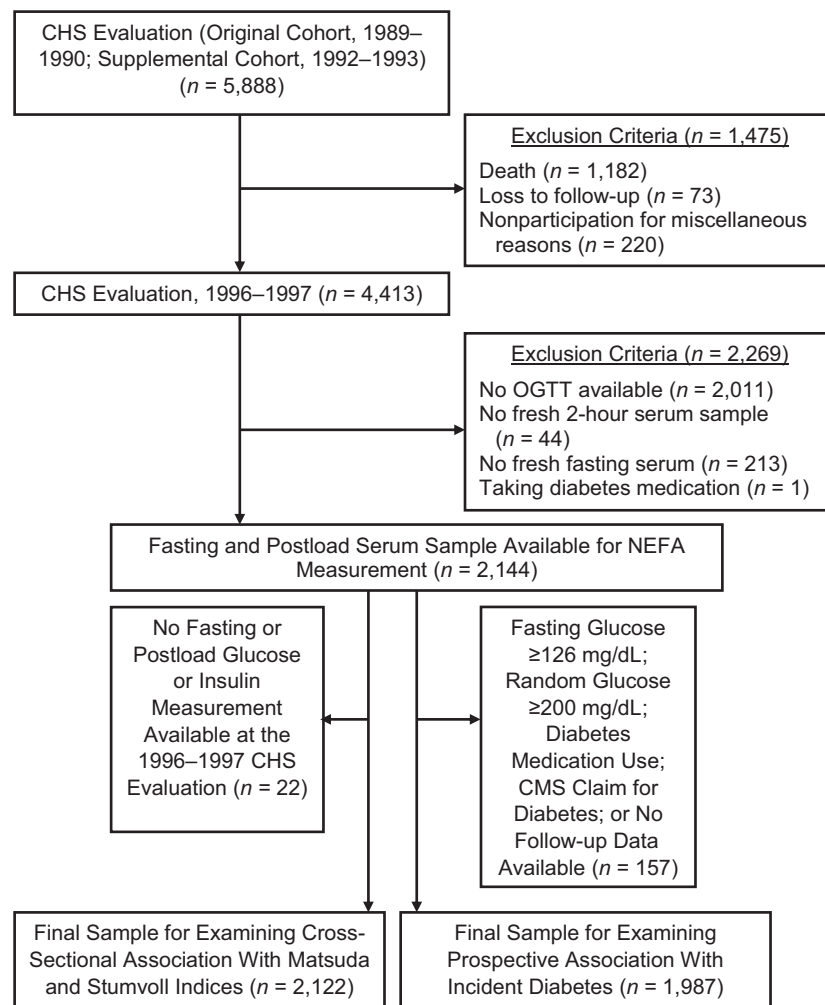 CHS Evaluation (Original Cohort, 1989–
1990; Supplemental Cohort, 1992–1993)
(n = 5,888)
Exclusion Criteria (n = 1,475)
Death (n = 1,182)
Loss to follow-up (n = 73)
Nonparticipation for miscellaneous
reasons (n = 220)
CHS Evaluation, 1996–1997 (n = 4,413)
Exclusion Criteria (n = 2,269)
No OGTT available (n = 2,011)
No fresh 2-hour serum sample
(n = 44)
No fresh fasting serum (n = 213)
Taking diabetes medication (n = 1)
Fasting and Postload Serum Sample Available for NEFA
Measurement (n = 2,144)
No Fasting or
Postload Glucose
or Insulin
Measurement
Available at the
1996–1997 CHS
Evaluation (n = 22)
Fasting Glucose
≥126 mg/dL;
Random Glucose
≥200 mg/dL;
Diabetes
Medication Use;
CMS Claim for
Diabetes; or No
Follow-up Data
Available (n = 157)
Final Sample for Examining Cross-
Sectional Association With Matsuda
and Stumvoll Indices (n = 2,122)
Final Sample for Examining
Prospective Association With
Incident Diabetes (n = 1,987)